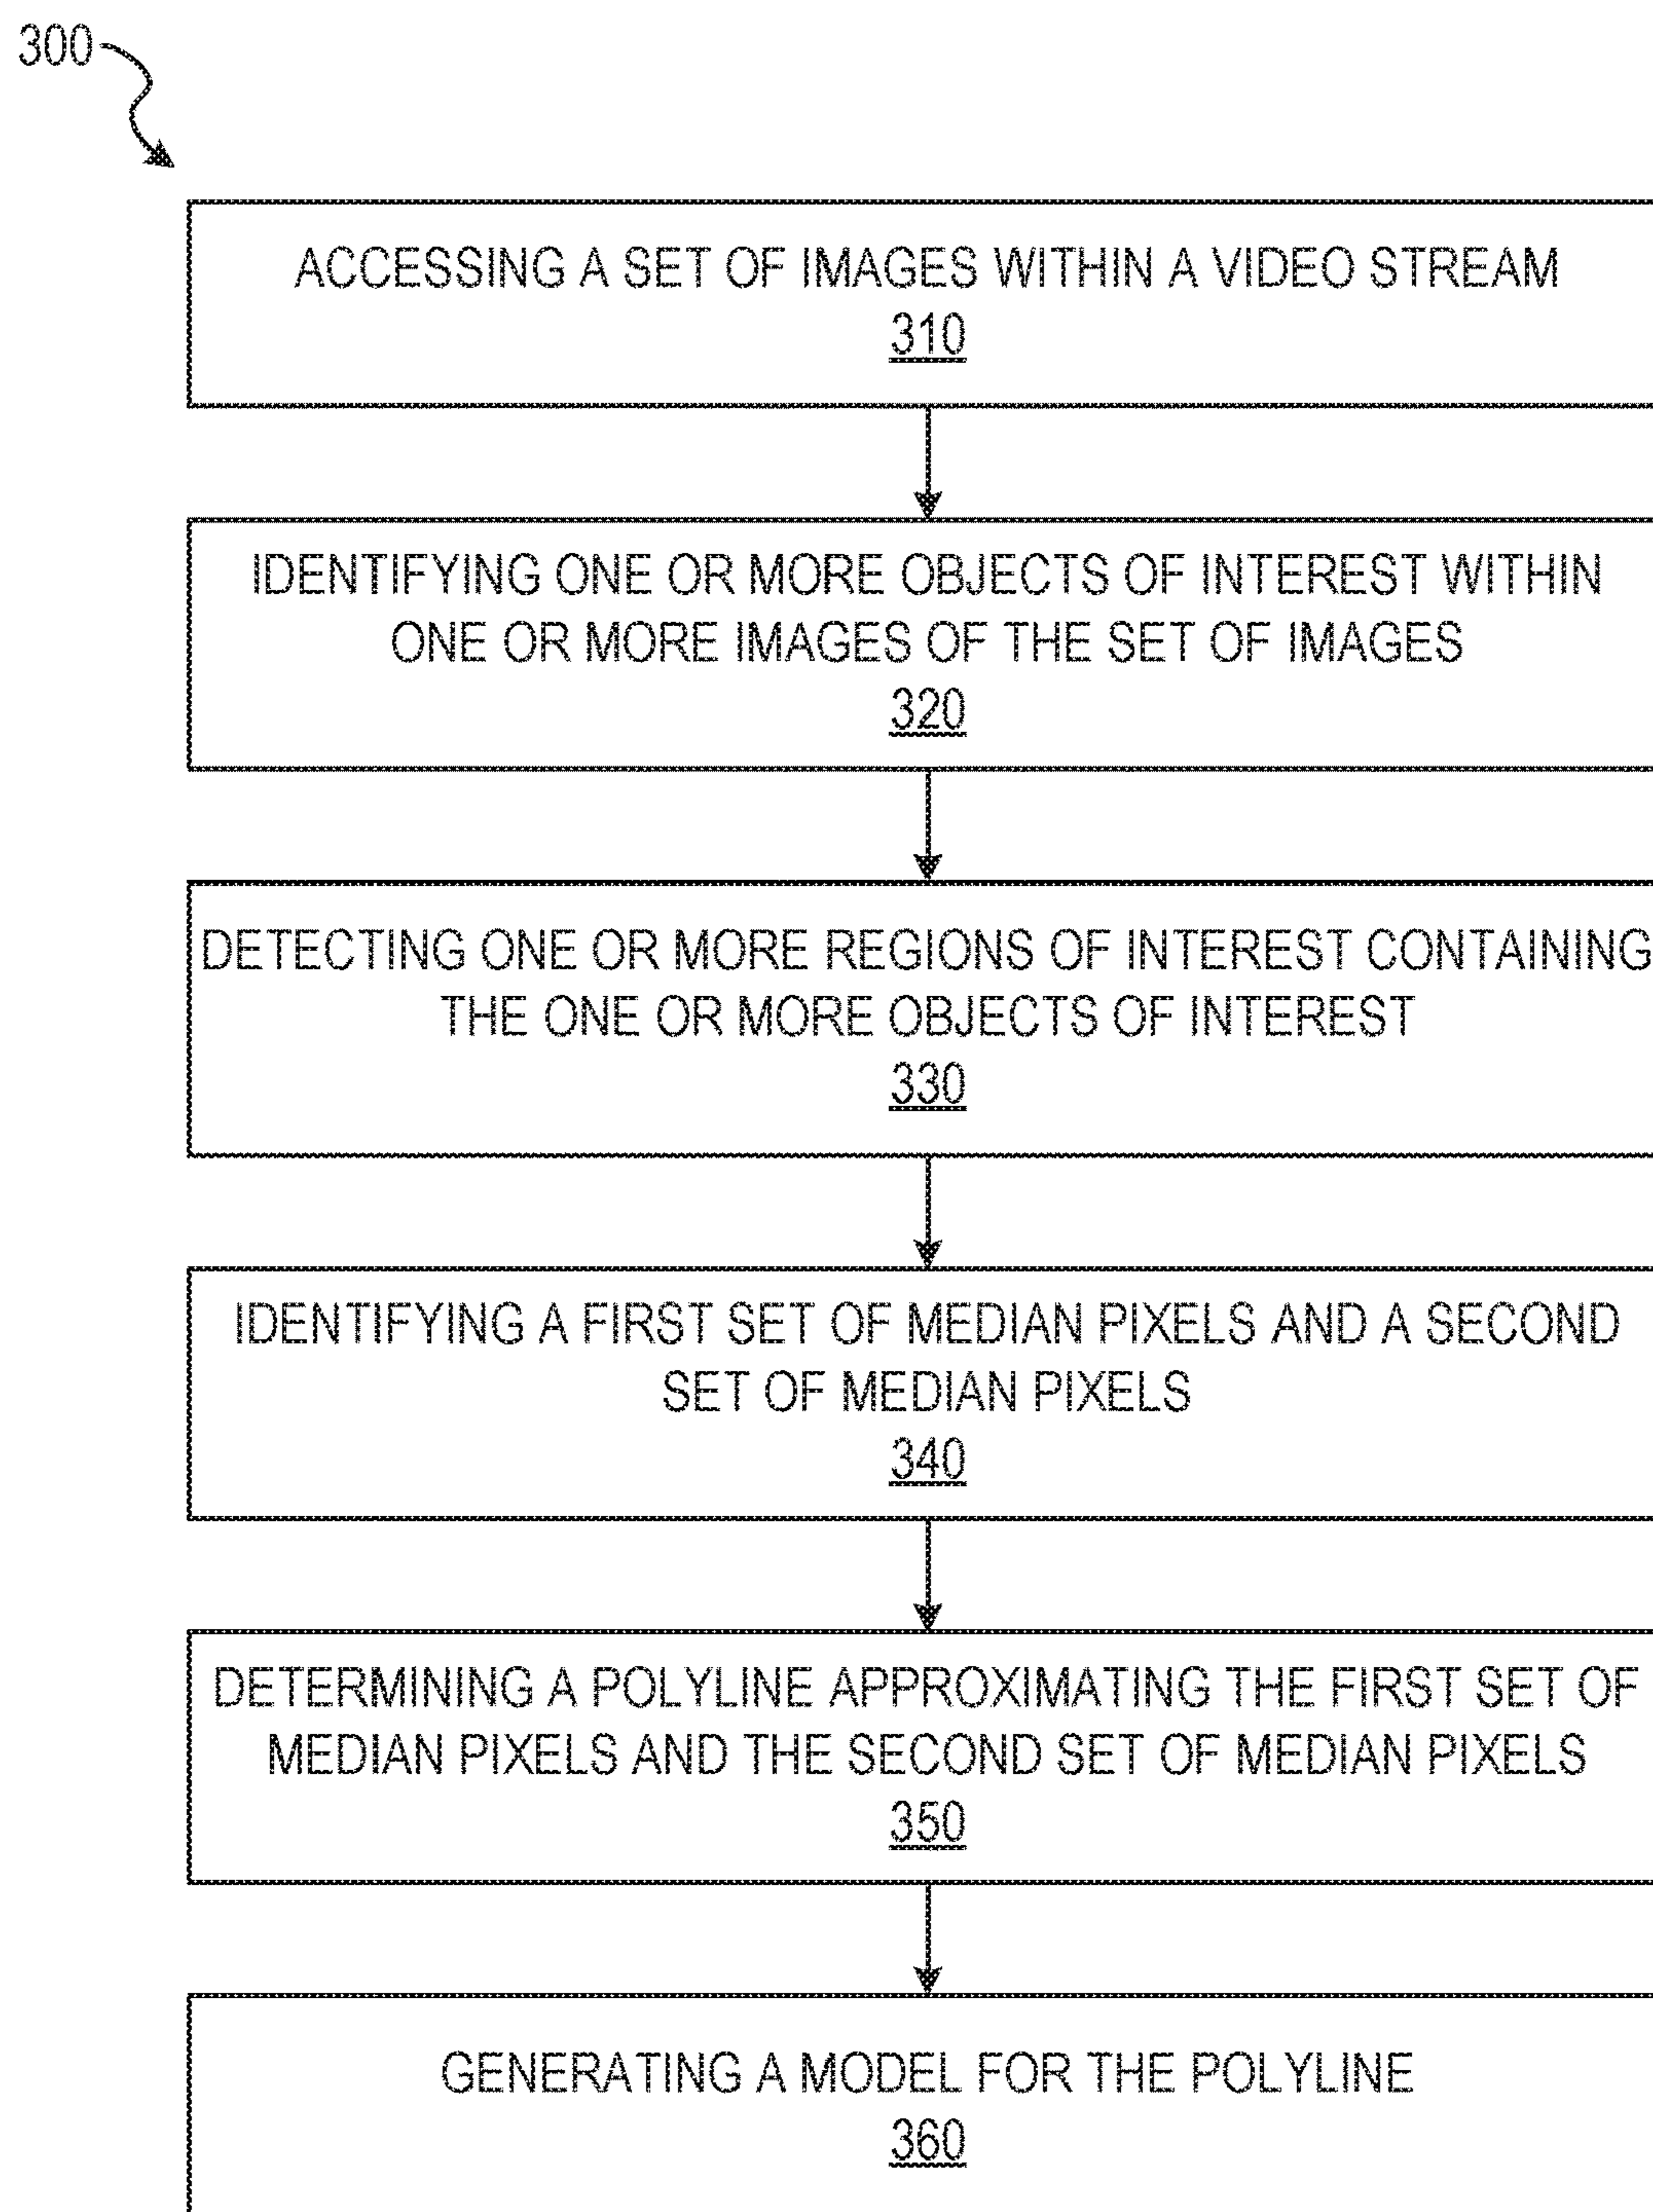 300
ACCESSING A SET OF IMAGES WITHIN A VIDEO STREAM
310
IDENTIFYING ONE OR MORE OBJECTS OF INTEREST WITHIN
ONE OR MORE IMAGES OF THE SET OF IMAGES
320
DETECTING ONE OR MORE REGIONS OF INTEREST CONTAINING
THE ONE OR MORE OBJECTS OF INTEREST
330
IDENTIFYING A FIRST SET OF MEDIAN PIXELS AND A SECOND
SET OF MEDIAN PIXELS
340
DETERMINING A POLYLINE APPROXIMATING THE FIRST SET OF
MEDIAN PIXELS AND THE SECOND SET OF MEDIAN PIXELS
350
GENERATING A MODEL FOR THE POLYLINE
360